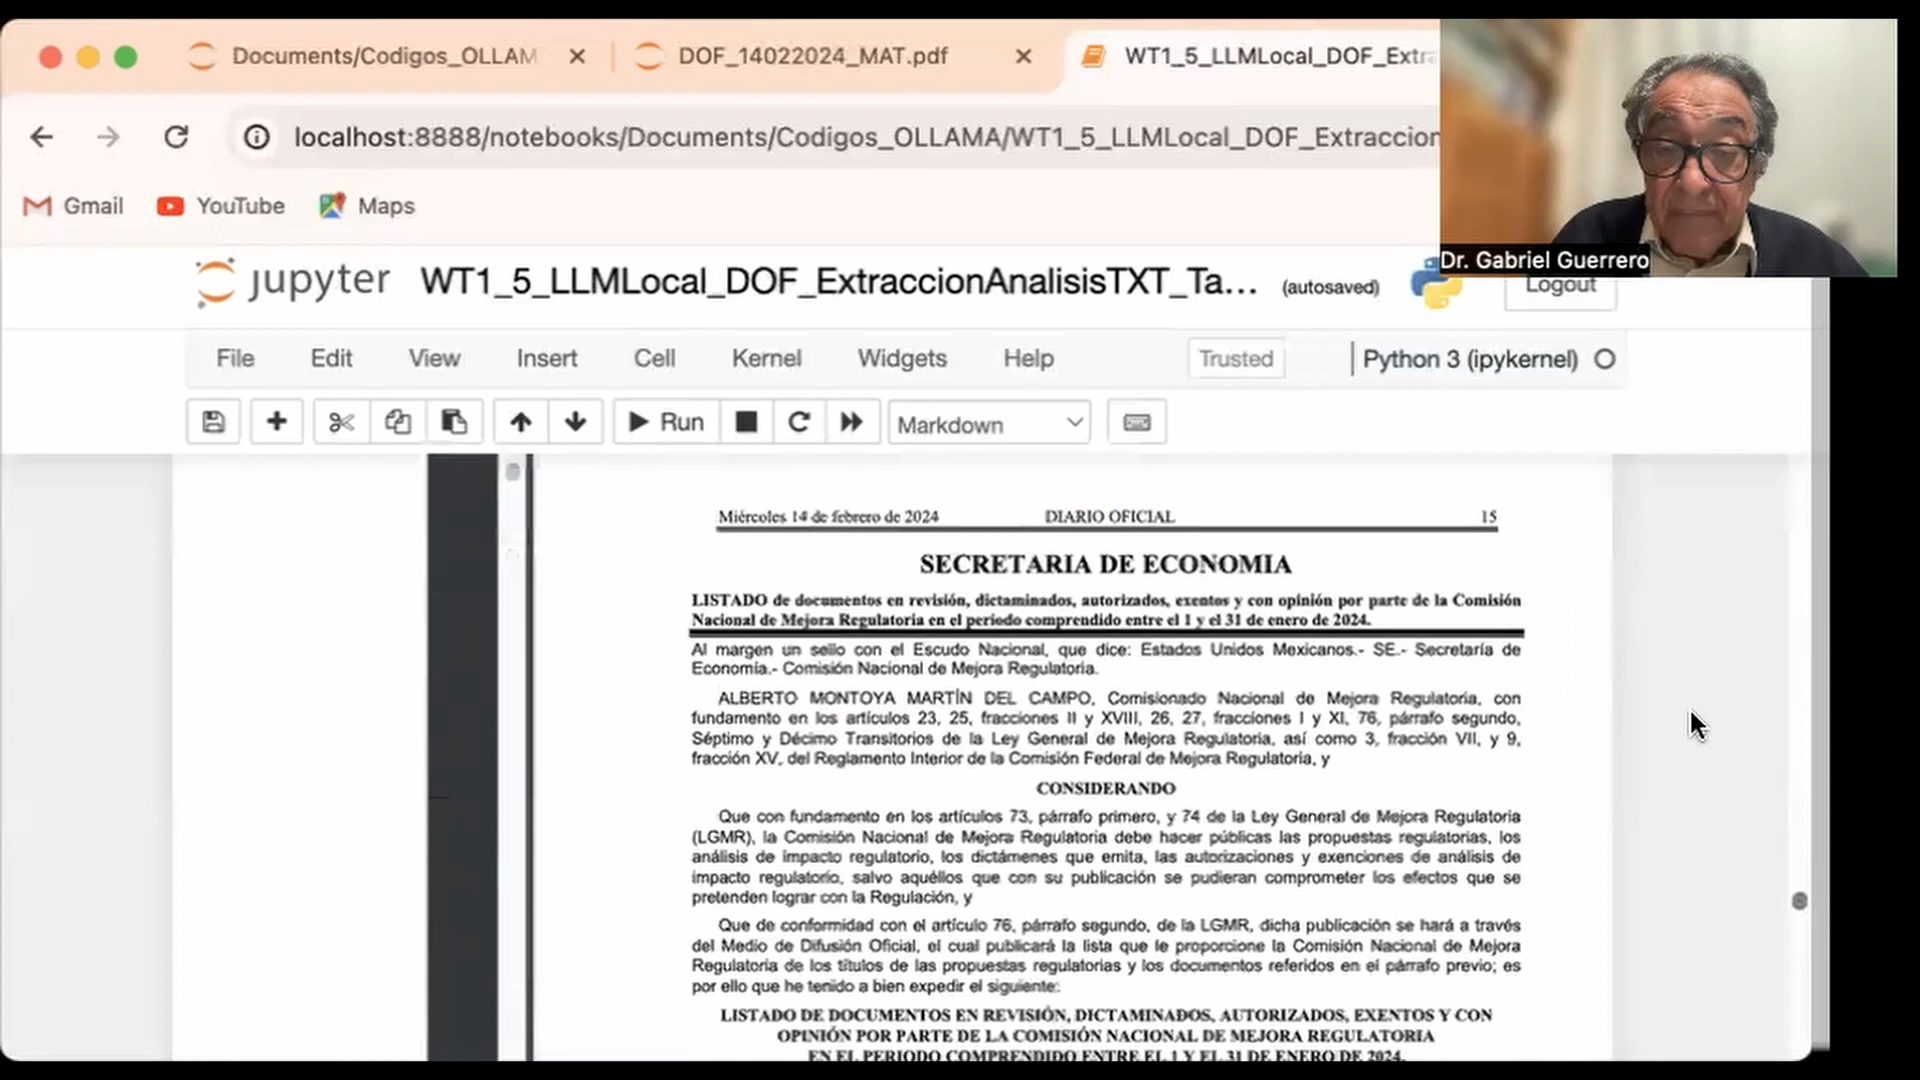 Documents/Codigos_OLLAM
DOF_14022024_MAT.pdf
WT1_5_LLMLocal_DOF_Extra
localhost:8888/notebooks/Documents/Codigos_OLLAMA/WT1_5_LLMLocal_DOF_Extraccion
Gmail
YouTube
Maps
Dr. Gabriel Guerrero
jupyter
WT1_5_LLMLocal_DOF_ExtraccionAnalisisTXT_Ta...
(autosaved)
Logout
File
Edit
View
Insert
Cell
Kernel
Widgets
Help
Trusted
Python 3 (ipykernel)
Run
Markdown
Miércoles 14 de febrero de 2024
DIARIO OFICIAL
15
SECRETARIA DE ECONOMIA
LISTADO de documentos en revisión, dictaminados, autorizados, exentos y con opinión por parte de la Comisión
Nacional de Mejora Regulatoria en el periodo comprendido entre el 1 y el 31 de enero de 2024.
Al margen un sello con el Escudo Nacional, que dice: Estados Unidos Mexicanos.- SE.- Secretaría de
Economía.- Comisión Nacional de Mejora Regulatoria.
ALBERTO MONTOYA MARTÍN DEL CAMPO, Comisionado Nacional de Mejora Regulatoria, con
fundamento en los artículos 23, 25, fracciones II y XVIII, 26, 27, fracciones I y XI, 76, párrafo segundo,
Séptimo y Décimo Transitorios de la Ley General de Mejora Regulatoria, así como 3, fracción VII, y 9,
fracción XV, del Reglamento Interior de la Comisión Federal de Mejora Regulatoria, y
CONSIDERANDO
Que con fundamento en los artículos 73, párrafo primero, y 74 de la Ley General de Mejora Regulatoria
(LGMR), la Comisión Nacional de Mejora Regulatoria debe hacer públicas las propuestas regulatorias, los
análisis de impacto regulatorio, los dictámenes que emita, las autorizaciones y exenciones de análisis de
impacto regulatorio, salvo aquéllos que con su publicación se pudieran comprometer los efectos que se
pretenden lograr con la Regulación, y
Que de conformidad con el artículo 76, párrafo segundo, de la LGMR, dicha publicación se hará a través
del Medio de Difusión Oficial, el cual publicará la lista que le proporcione la Comisión Nacional de Mejora
Regulatoria de los títulos de las propuestas regulatorias y los documentos referidos en el párrafo previo; es
por ello que he tenido a bien expedir el siguiente:
LISTADO DE DOCUMENTOS EN REVISIÓN, DICTAMINADOS, AUTORIZADOS, EXENTOS Y CON
OPINIÓN POR PARTE DE LA COMISIÓN NACIONAL DE MEJORA REGULATORIA
EN EL PERIODO COMPRENDIDO ENTRE EL 1 Y EL 31 DE ENERO DE 2024.